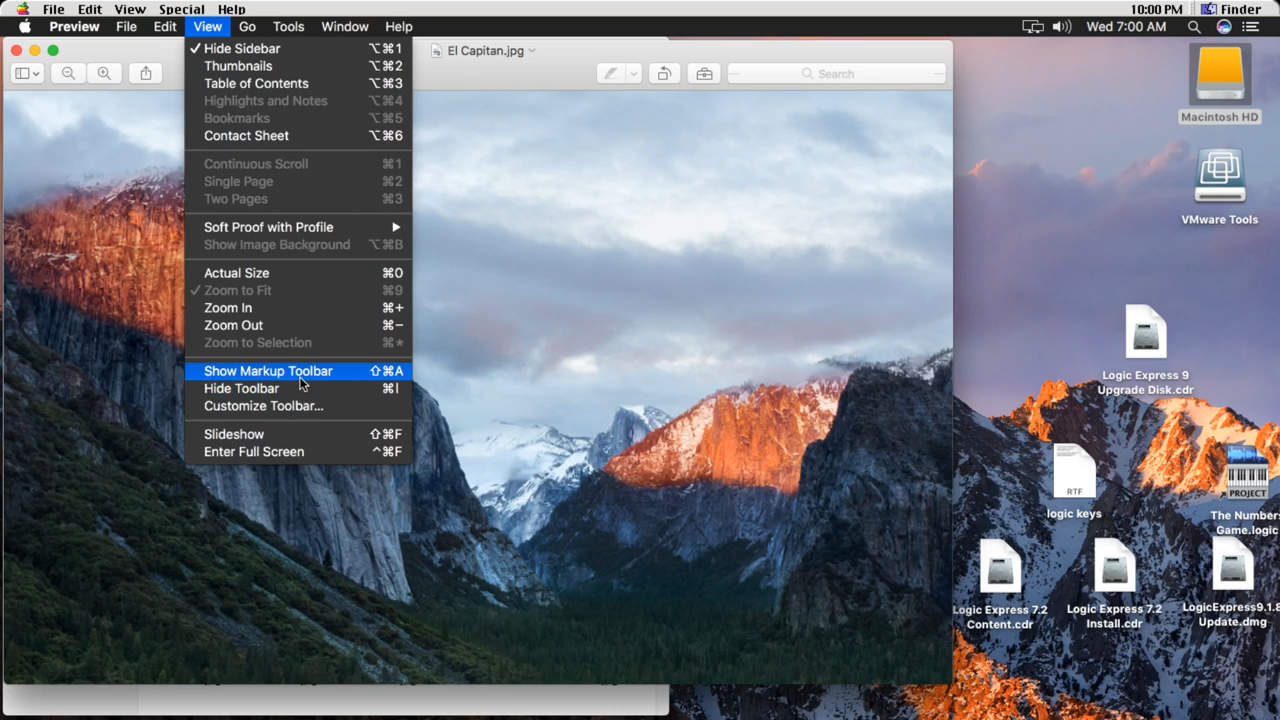 File Edit View Special Help 10:00 PM Finder
Preview File Edit View Go Tools Window Help Wed 7:00 AM
El Capitan.jpg
Search
✓ Hide Sidebar ⌥⌘1
Thumbnails ⌥⌘2
Table of Contents ⌥⌘3
Highlights and Notes ⌥⌘4
Bookmarks ⌥⌘5
Contact Sheet ⌥⌘6
Continuous Scroll ⌘1
Single Page ⌘2
Two Pages ⌘3
Soft Proof with Profile ▶
Show Image Background ⌥⌘B
Actual Size ⌘0
✓ Zoom to Fit ⌘9
Zoom In ⌘+
Zoom Out ⌘−
Zoom to Selection ⌘*
Show Markup Toolbar ⇧⌘A
Hide Toolbar ⌘I
Customize Toolbar...
Slideshow ⇧⌘F
Enter Full Screen ^⌘F
Macintosh HD
VMware Tools
Logic Express 9
Upgrade Disk.cdr
RTF
logic keys
PROJECT
The Numbers
Game.logic
Logic Express 7.2
Content.cdr
Logic Express 7.2
Install.cdr
LogicExpress9.1.8
Update.dmg